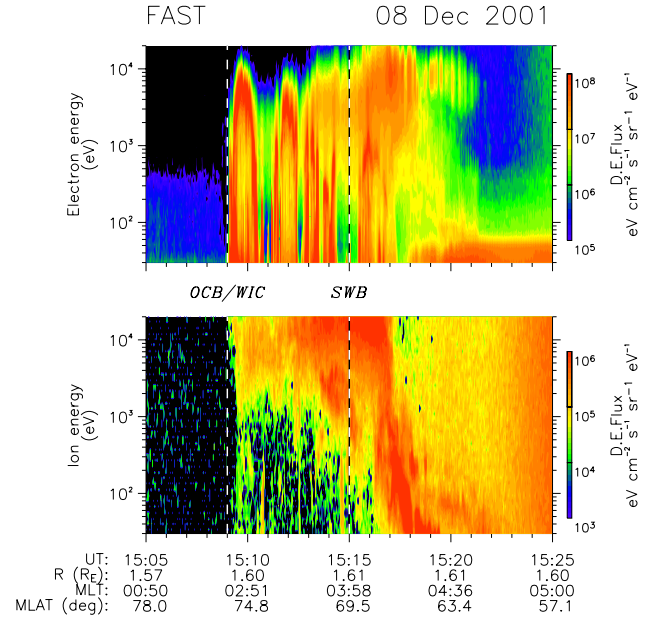 FAST 08 Dec 2001
Electron energy
(eV)
10⁴
10³
10²
10⁸
10⁷
10⁶
10⁵
D.E.Flux
eV cm⁻² s⁻¹ sr⁻¹ eV⁻¹
OCB/WIC SWB
Ion energy
(eV)
10⁴
10³
10²
10⁶
10⁵
10⁴
10³
D.E.Flux
eV cm⁻² s⁻¹ sr⁻¹ eV⁻¹
UT: 15:05 15:10 15:15 15:20 15:25
R (R_E): 1.57 1.60 1.61 1.61 1.60
MLT: 00:50 02:51 03:58 04:36 05:00
MLAT (deg): 78.0 74.8 69.5 63.4 57.1